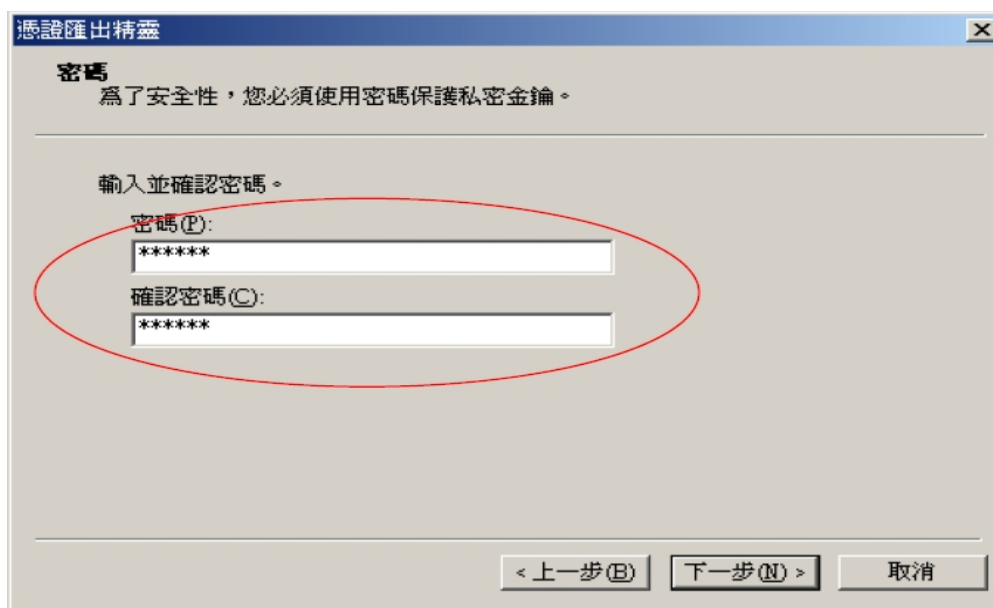 憑證匯出精靈
密碼
為了安全性，您必須使用密碼保護私密金鑰。
輸入並確認密碼。
密碼(P):
******
確認密碼(C):
******
< 上一步(B) 下一步(N) > 取消